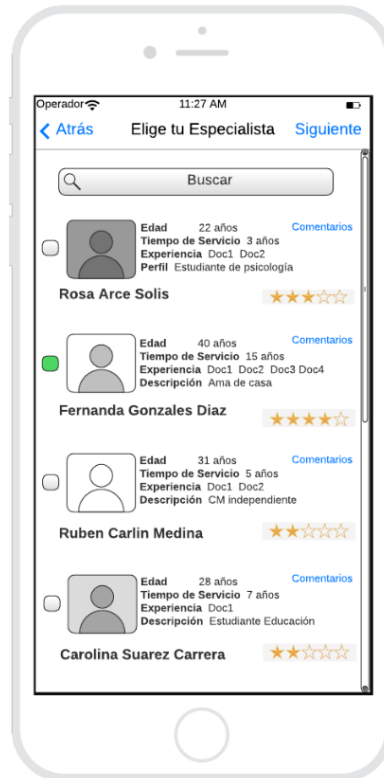 Operador 11:27 AM
Atrás Elige tu Especialista Siguiente
Buscar
Edad 22 años Comentarios
Tiempo de Servicio 3 años
Experiencia Doc1 Doc2
Perfil Estudiante de psicología
Rosa Arce Solis
Edad 40 años Comentarios
Tiempo de Servicio 15 años
Experiencia Doc1 Doc2 Doc3 Doc4
Descripción Ama de casa
Fernanda Gonzales Diaz
Edad 31 años Comentarios
Tiempo de Servicio 5 años
Experiencia Doc1 Doc2
Descripción CM independiente
Ruben Carlin Medina
Edad 28 años Comentarios
Tiempo de Servicio 7 años
Experiencia Doc1
Descripción Estudiante Educación
Carolina Suarez Carrera